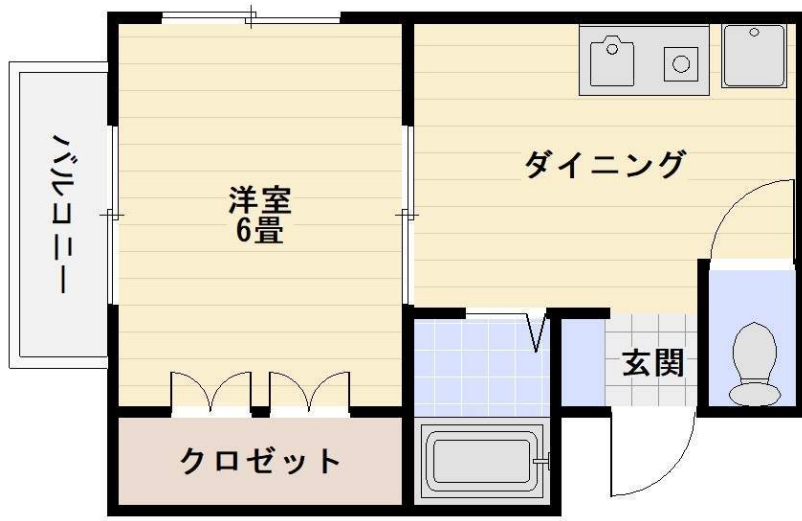 バルコニー
洋室
6畳
ダイニング
玄関
クロゼット